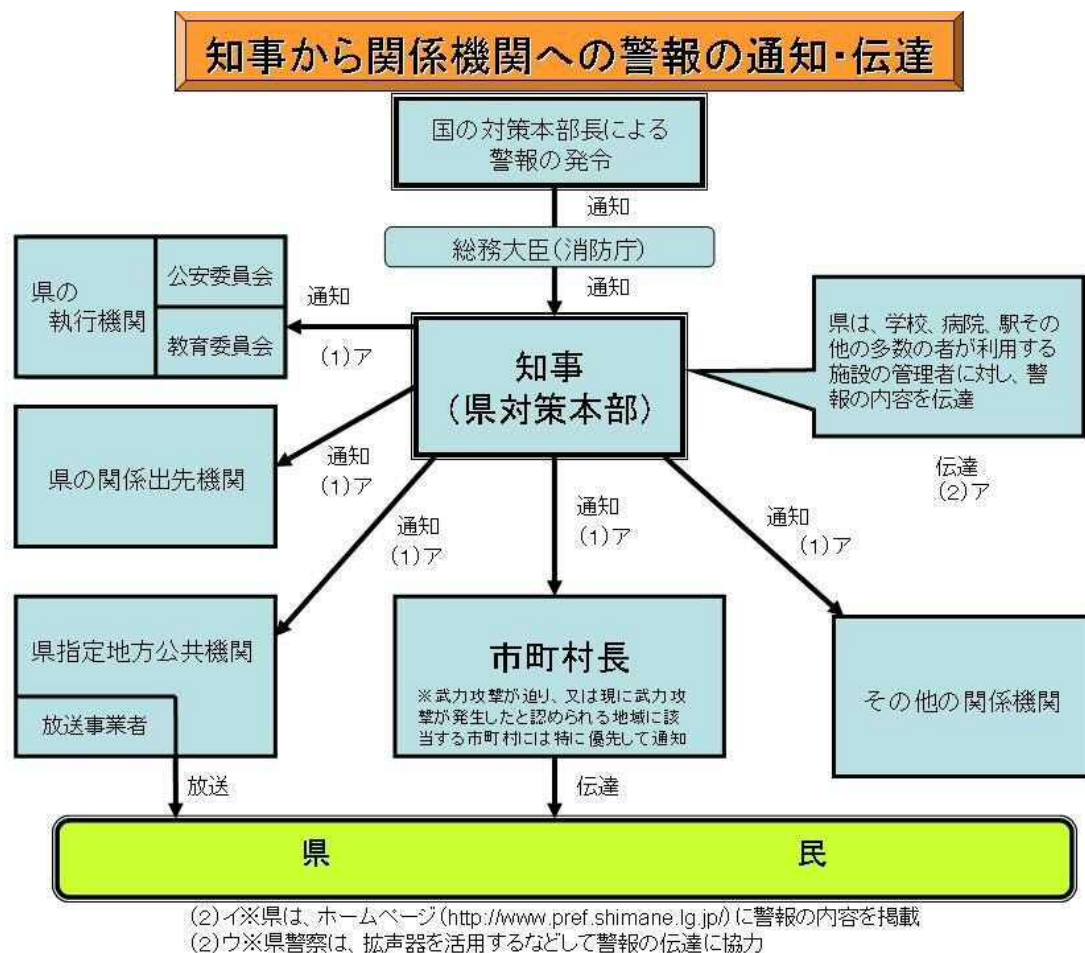 知事から関係機関への警報の通知・伝達
国の対策本部長による
警報の発令
通知
総務大臣(消防庁)
通知
県の
執行機関
公安委員会
教育委員会
通知
(1)ア
知事
(県対策本部)
県は、学校、病院、駅その
他の多数の者が利用する
施設の管理者に対し、警
報の内容を伝達
伝達
(2)ア
県の関係出先機関
通知
(1)ア
通知
(1)ア
通知
(1)ア
通知
(1)ア
県指定地方公共機関
放送事業者
放送
市町村長
※武力攻撃が迫り、又は現に武力攻
撃が発生したと認められる地域に該
当する市町村には特に優先して通知
伝達
その他の関係機関
県 民
(2)イ※県は、ホームページ(http://www.pref.shimane.lg.jp/)に警報の内容を掲載
(2)ウ※県警察は、拡声器を活用するなどして警報の伝達に協力